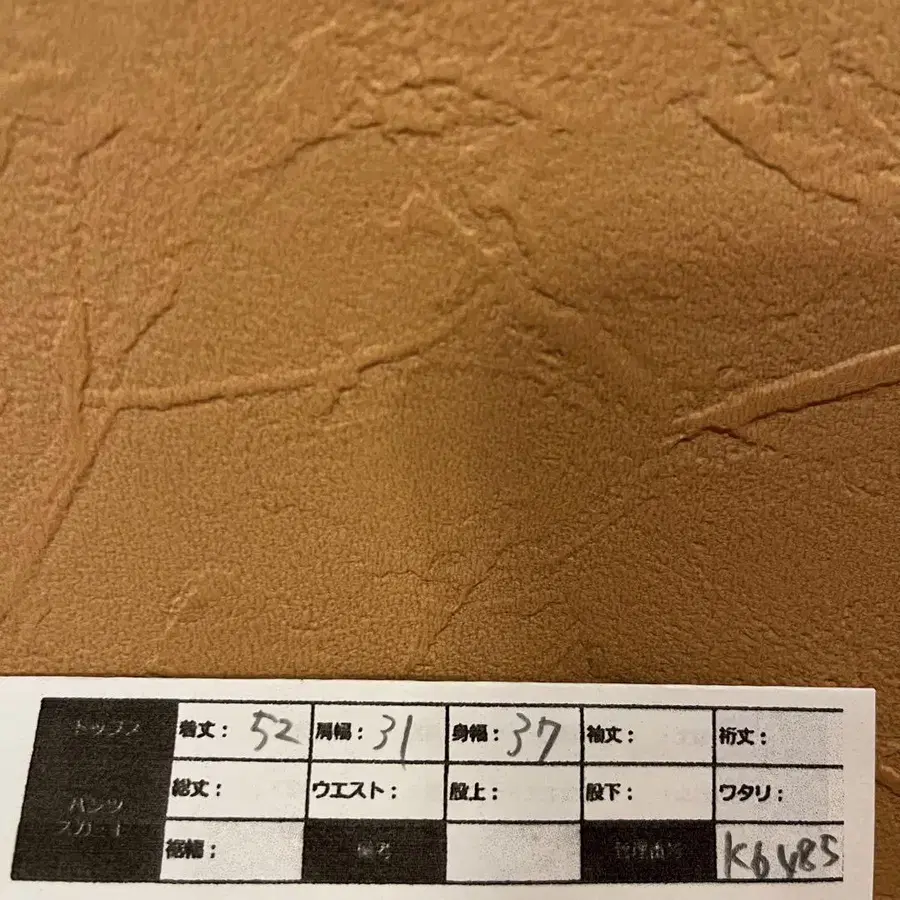 トップス 着丈: 52 肩幅: 31 身幅: 37 袖丈: 裄丈:
パンツ 総丈: ウエスト: 股上: 股下: ワタリ:
スカート 裾幅: 備考 管理番号 K6485